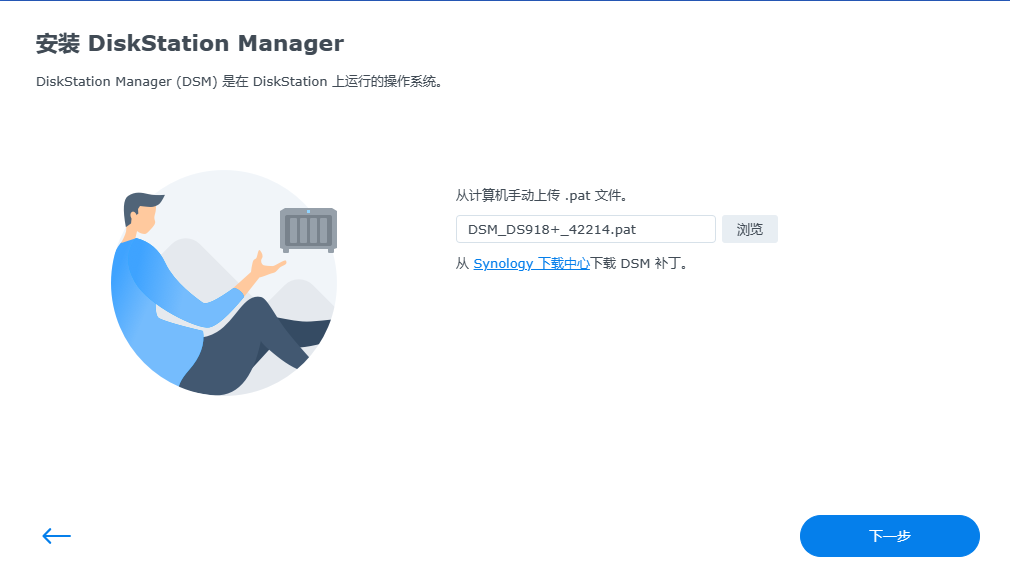 安装 DiskStation Manager
DiskStation Manager (DSM) 是在 DiskStation 上运行的操作系统。
从计算机手动上传 .pat 文件。
DSM_DS918+_42214.pat 浏览
从 Synology 下载中心下载 DSM 补丁。
下一步